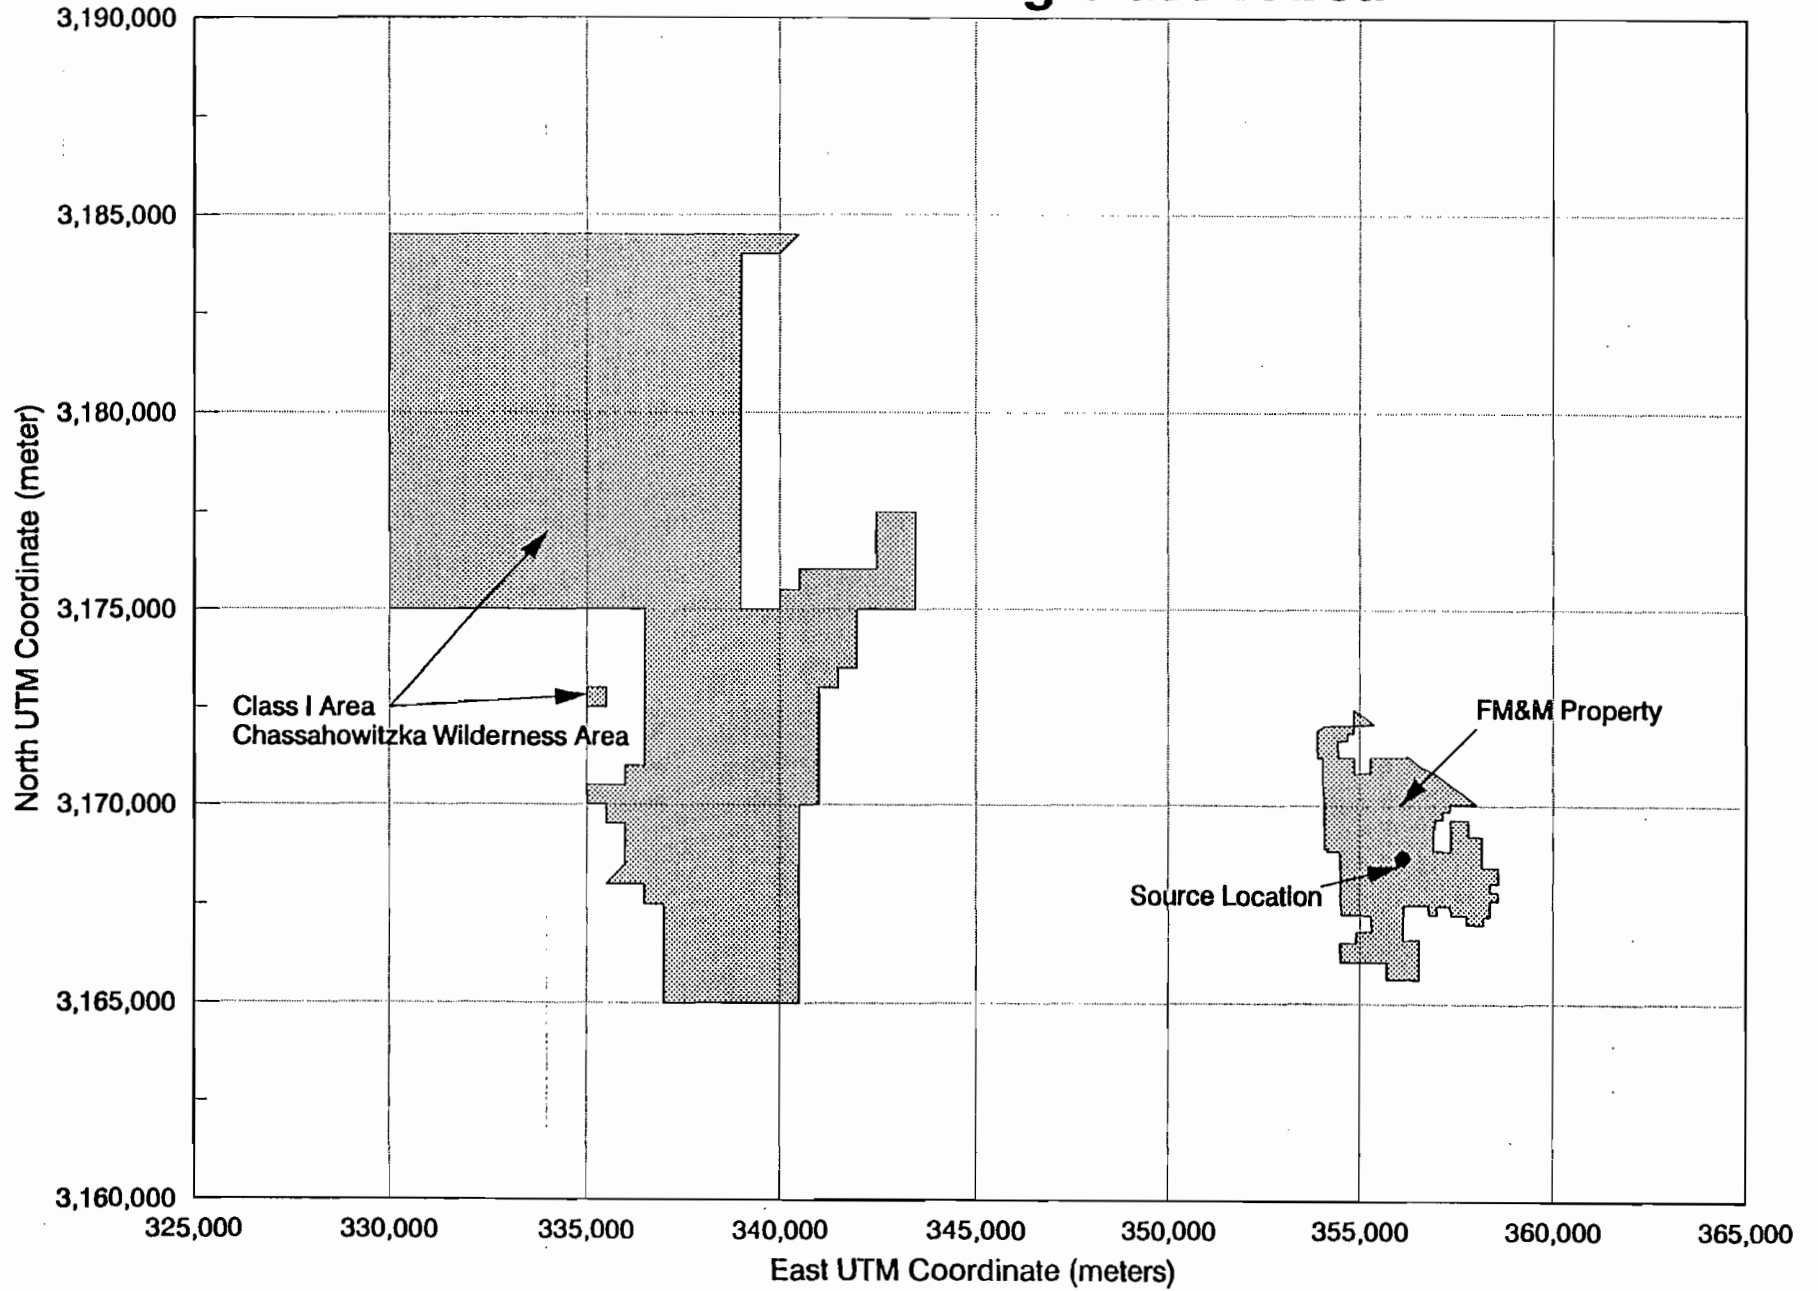 3,190,000
3,185,000
3,180,000
3,175,000
3,170,000
3,165,000
3,160,000
North UTM Coordinate (meter)
Class I Area
Chassahowitzka Wilderness Area
FM&M Property
Source Location
325,000 330,000 335,000 340,000 345,000 350,000 355,000 360,000 365,000
East UTM Coordinate (meters)